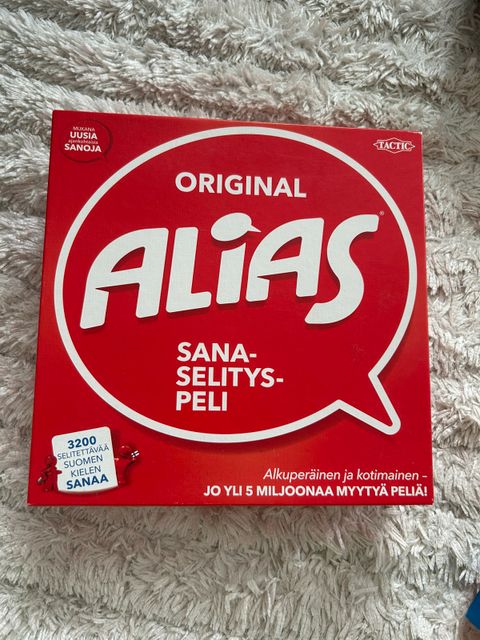 MUKANA
UUSIA
ajankohtaisia
SANOJA
TACTIC
ORIGINAL
ALiAS®
SANA-
SELITYS-
PELI
3200
SELITETTÄVÄÄ
SUOMEN
KIELEN
SANAA
Alkuperäinen ja kotimainen –
JO YLI 5 MILJOONAA MYYTYÄ PELIÄ!